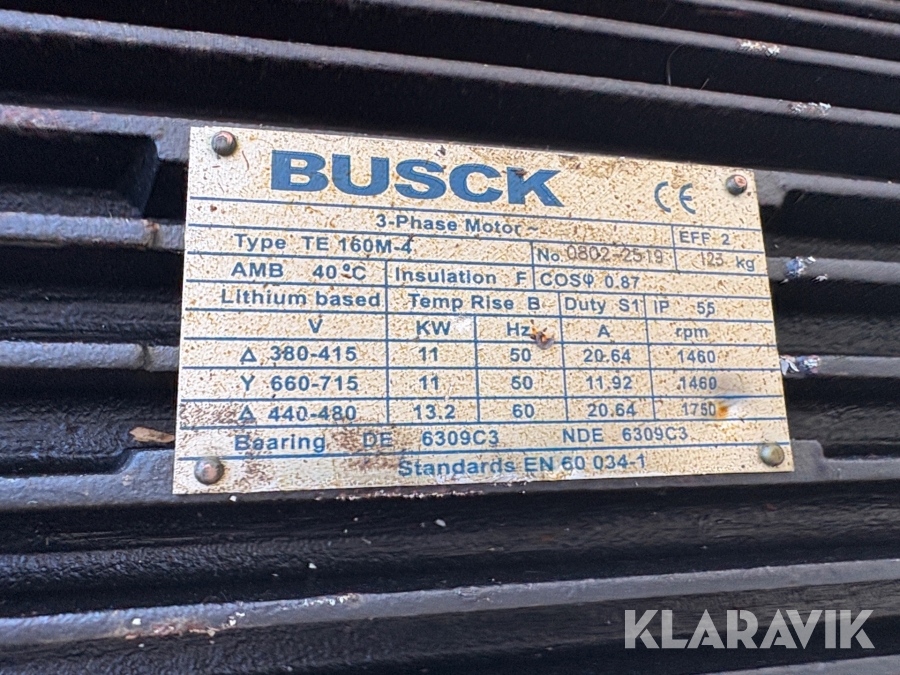 BUSCK CE
3-Phase Motor ~ EFF 2
Type TE 160M-4 No 0802-2519 123 kg
AMB 40 °C Insulation F COSφ 0.87
Lithium based Temp Rise B Duty S1 IP 55
V KW Hz A rpm
Δ 380-415 11 50 20.64 1460
Y 660-715 11 50 11.92 1460
Δ 440-480 13.2 60 20.64 1750
Bearing DE 6309C3 NDE 6309C3
Standards EN 60 034-1
KLARAVIK